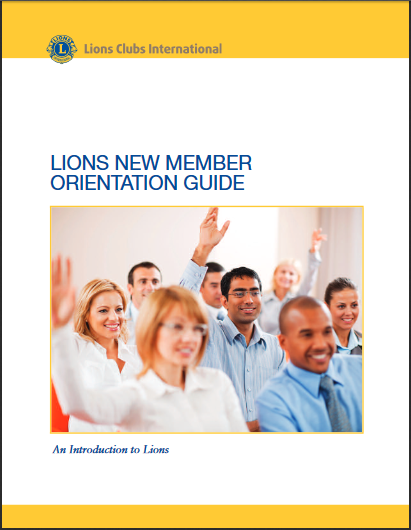 Lions Clubs International
LIONS NEW MEMBER
ORIENTATION GUIDE
An Introduction to Lions